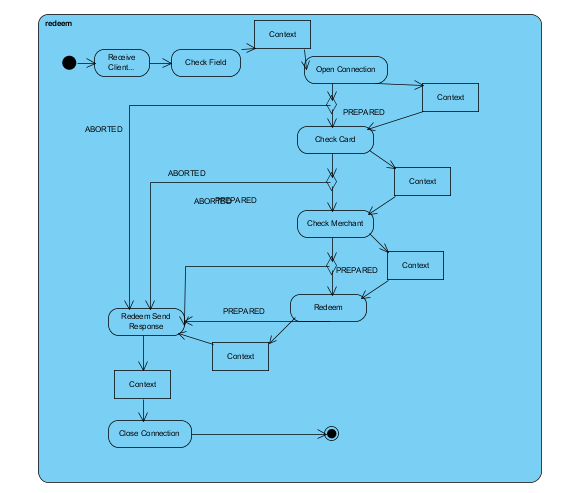 redeem
Context
Receive
Client...
Check Field
Open Connection
Context
PREPARED
ABORTED
Check Card
ABORTED
Context
ABORTED
PREPARED
Check Merchant
Context
PREPARED
Redeem
PREPARED
Redeem Send
Response
Context
Context
Close Connection